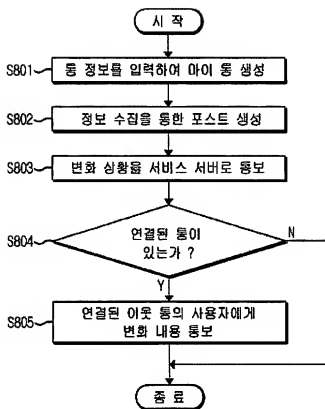 시 작
S801
통 정보를 입력하여 마이 통 생성
S802
정보 수집을 통한 포스트 생성
S803
변화 상황을 서비스 서버로 통보
S804
연결된 통이
있는가 ?
N
Y
S805
연결된 이웃 통의 사용자에게
변화 내용 통보
종 료